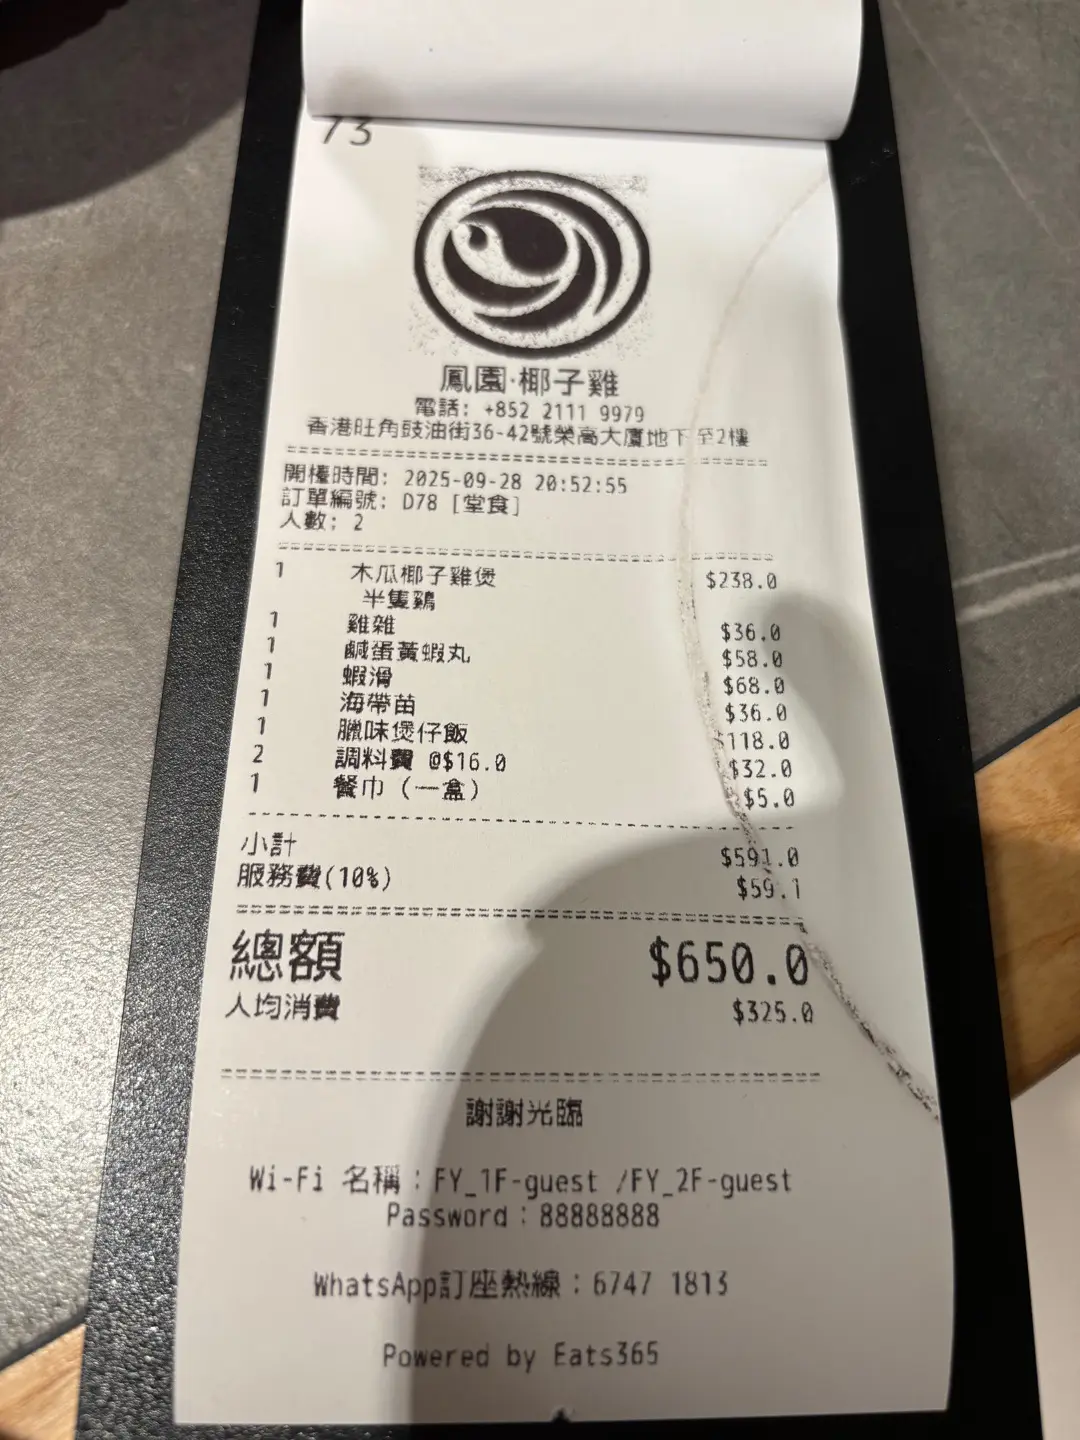 73
鳳園·椰子雞
電話: +852 2111 9979
香港旺角豉油街36-42號榮高大廈地下至2樓
開檯時間: 2025-09-28 20:52:55
訂單編號: D78 [堂食]
人數: 2
1 木瓜椰子雞煲 $238.0
半隻鷄
1 雞雜 $36.0
1 鹹蛋黃蝦丸 $58.0
1 蝦滑 $68.0
1 海帶苗 $36.0
1 臘味煲仔飯 $118.0
2 調料費 @$16.0 $32.0
1 餐巾 (一盒) $5.0
小計 $591.0
服務費(10%) $59.1
總額 $650.0
人均消費 $325.0
謝謝光臨
Wi-Fi 名稱：FY_1F-guest /FY_2F-guest
Password：88888888
WhatsApp訂座熱線：6747 1813
Powered by Eats365